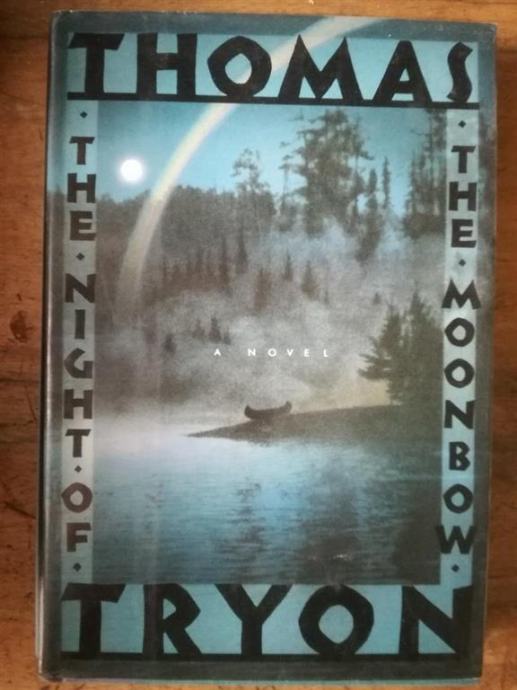 THOMAS
· THE · NIGHT · OF ·
· THE · MOONBOW ·
A NOVEL
TRYON